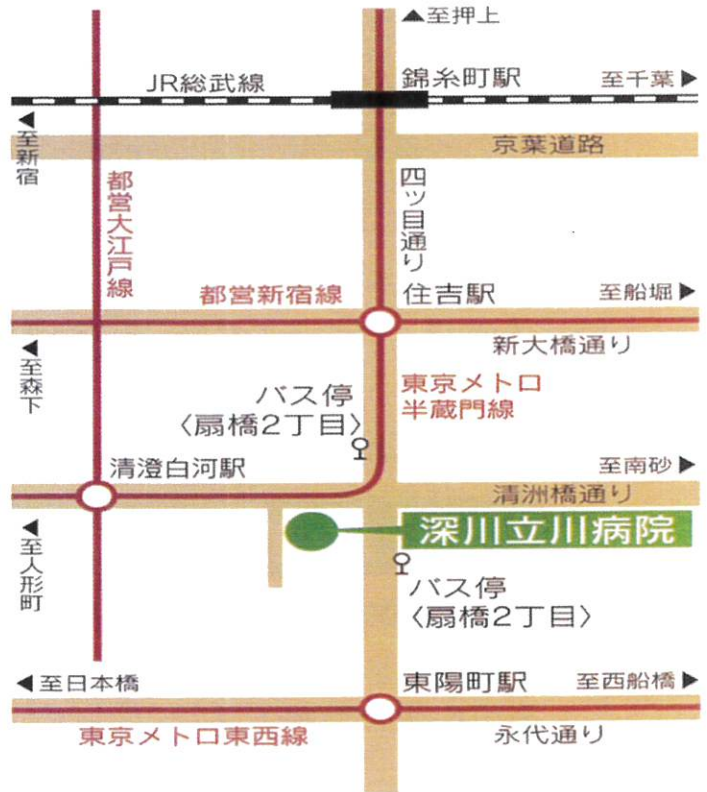 ▲至押上
JR総武線
錦糸町駅
至千葉▶
◀至新宿
京葉道路
都営大江戸線
四ツ目通り
都営新宿線
住吉駅
至船堀▶
新大橋通り
◀至森下
バス停
〈扇橋2丁目〉
東京メトロ
半蔵門線
清澄白河駅
至南砂▶
清洲橋通り
◀至人形町
深川立川病院
バス停
〈扇橋2丁目〉
◀至日本橋
東陽町駅
至西船橋▶
東京メトロ東西線
永代通り